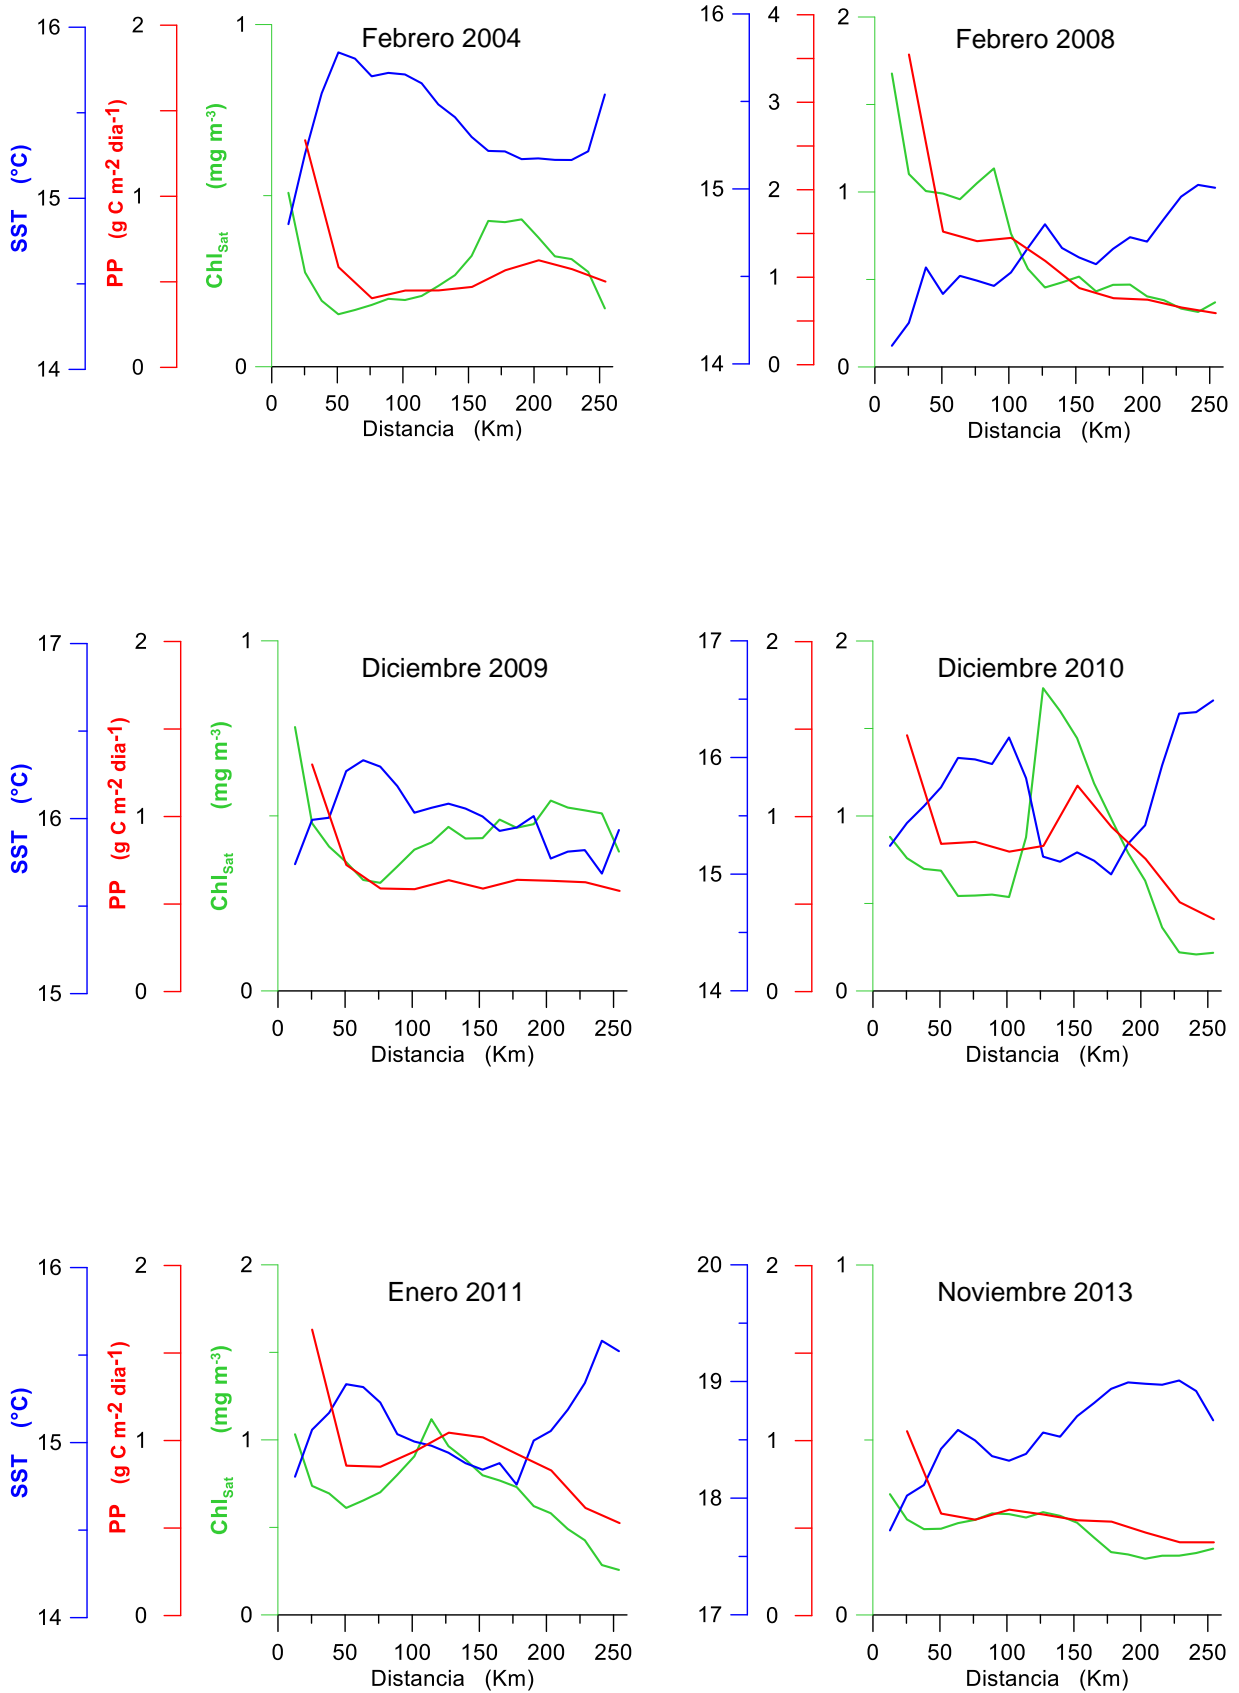 Febrero 2004
16
15
14
SST (°C)
2
1
0
PP (g C m-2 dia-1)
1
0
Chl_Sat (mg m^-3)
0 50 100 150 200 250
Distancia (Km)
Febrero 2008
16
15
14
4
3
2
1
0
2
1
0
0 50 100 150 200 250
Distancia (Km)
Diciembre 2009
17
16
15
SST (°C)
2
1
0
PP (g C m-2 dia-1)
1
0
Chl_Sat (mg m^-3)
0 50 100 150 200 250
Distancia (Km)
Diciembre 2010
17
16
15
14
2
1
0
2
1
0
0 50 100 150 200 250
Distancia (Km)
Enero 2011
16
15
14
SST (°C)
2
1
0
PP (g C m-2 dia-1)
2
1
0
Chl_Sat (mg m^-3)
0 50 100 150 200 250
Distancia (Km)
Noviembre 2013
20
19
18
17
2
1
0
1
0
0 50 100 150 200 250
Distancia (Km)